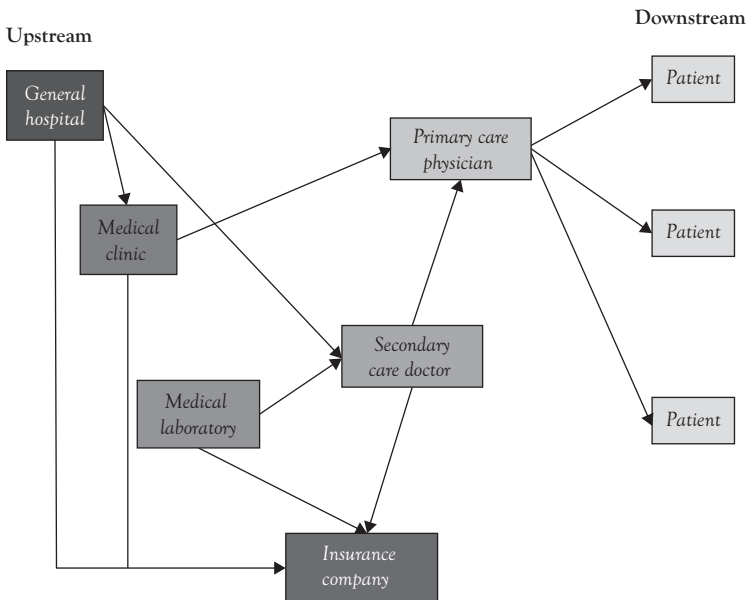 Downstream
Upstream
Patient
General
hospital
Primary care
physician
Medical
clinic
Patient
Secondary
care doctor
Medical
laboratory
Patient
Insurance
company